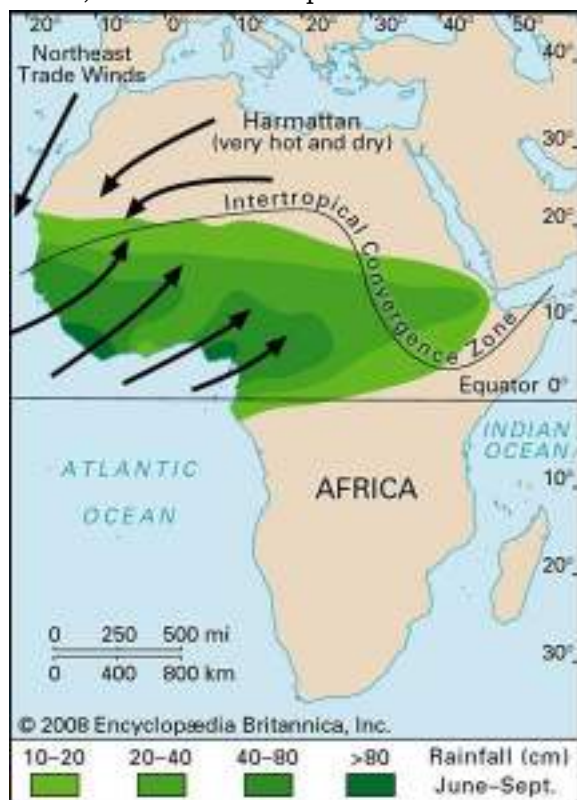 20° 10° 0° 10° 20° 30° 40° 50°
Northeast
Trade Winds
40°
Harmattan
(very hot and dry)
30°
Intertropical Convergence Zone
20°
10°
Equator 0°
INDIAN
OCEAN
ATLANTIC
OCEAN
AFRICA
10°
20°
30°
0 250 500 mi
0 400 800 km
© 2008 Encyclopædia Britannica, Inc.
10–20 20–40 40–80 >80 Rainfall (cm)
June–Sept.